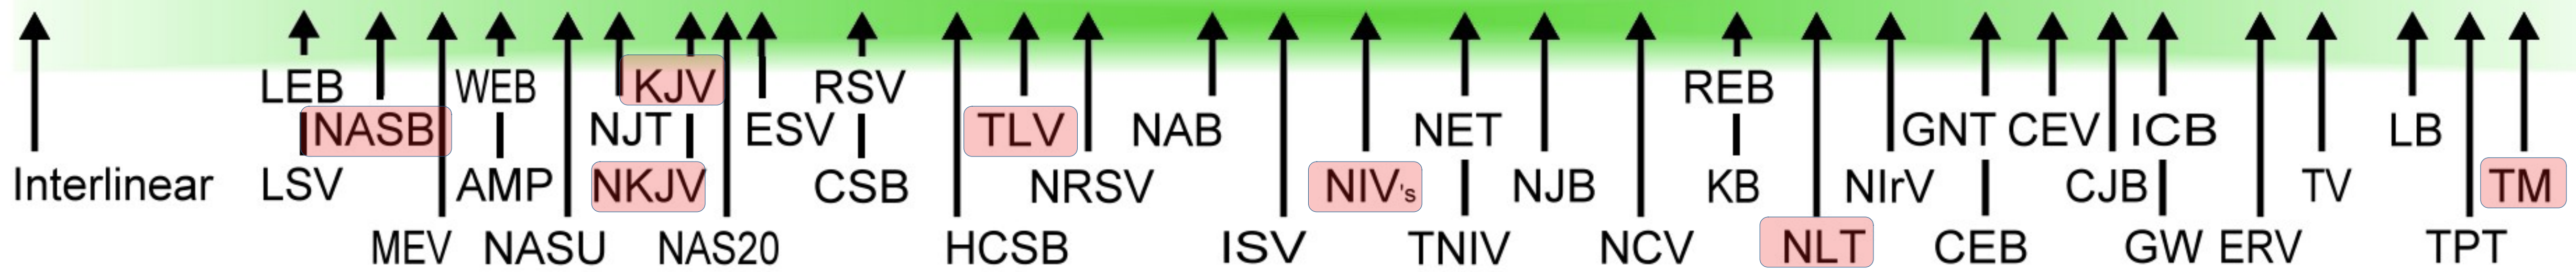 LEB WEB KJV RSV REB
NASB NJT ESV TLV NAB NET GNT CEV ICB LB
Interlinear LSV AMP NKJV CSB NRSV NIV's NJB KB NIrV CJB TV TM
MEV NASU NAS20 HCSB ISV TNIV NCV NLT CEB GW ERV TPT